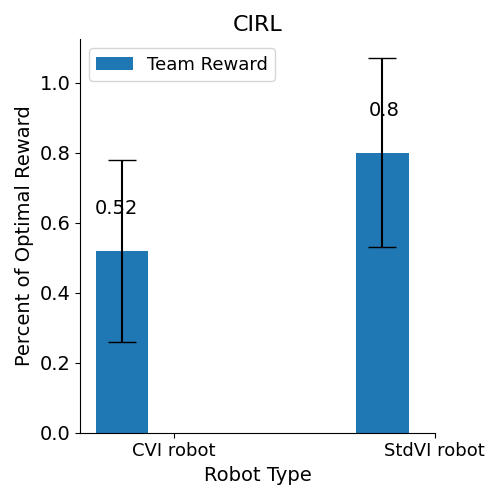 CIRL
Team Reward
Percent of Optimal Reward
1.0
0.8
0.6
0.4
0.2
0.0
0.52
0.8
CVI robot
StdVI robot
Robot Type